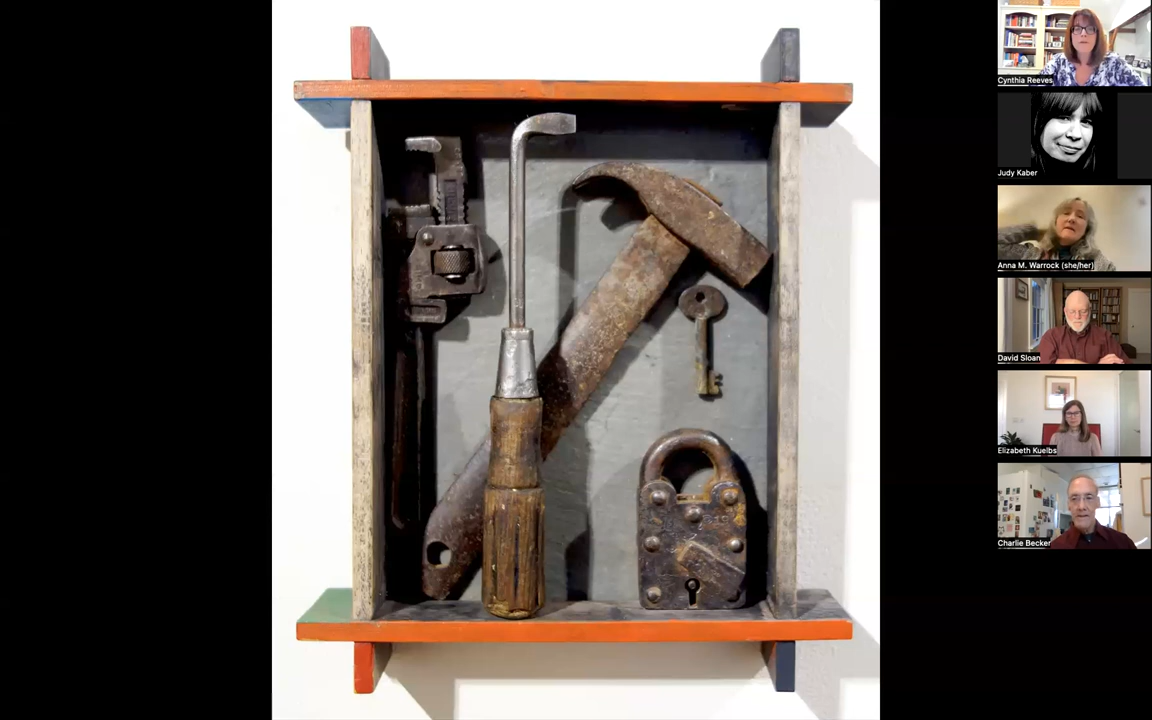 Cynthia Reeves
Judy Kaber
Anna M. Warrock (she/her)
David Sloan
Elizabeth Kuelbs
Charlie Becker